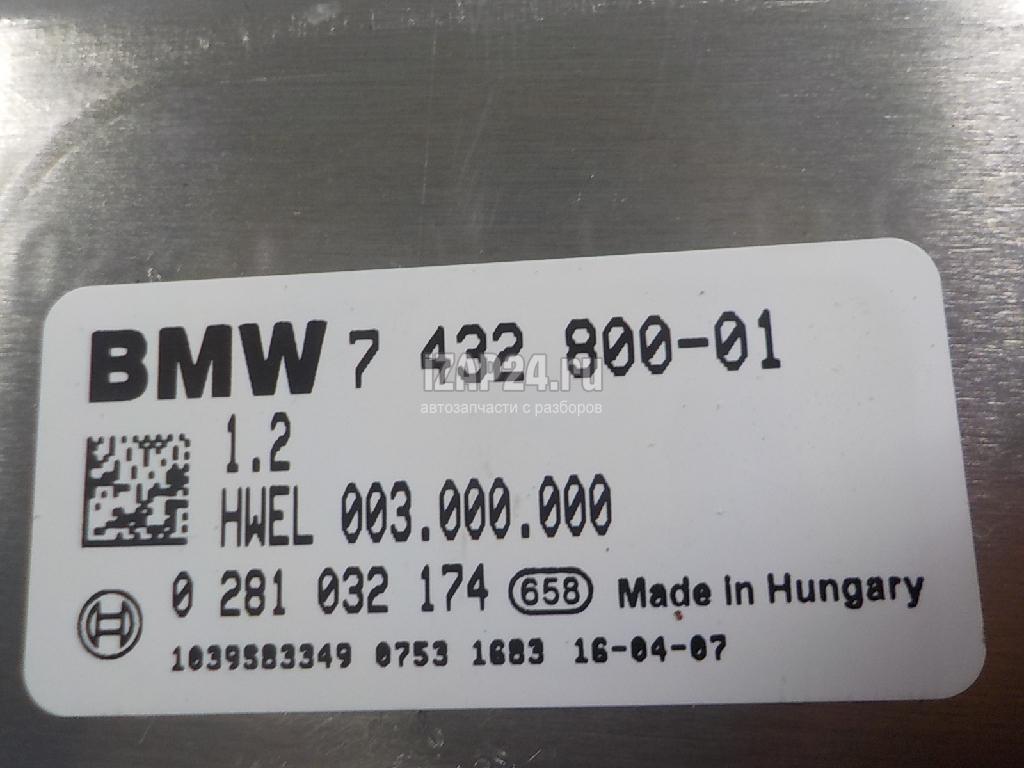 BMW 7 432 800-01
IZAP24.ru
автозапчасти с разборов
1.2
HWEL 003.000.000
0 281 032 174 658 Made in Hungary
1039S83349 0753 1683 16-04-07